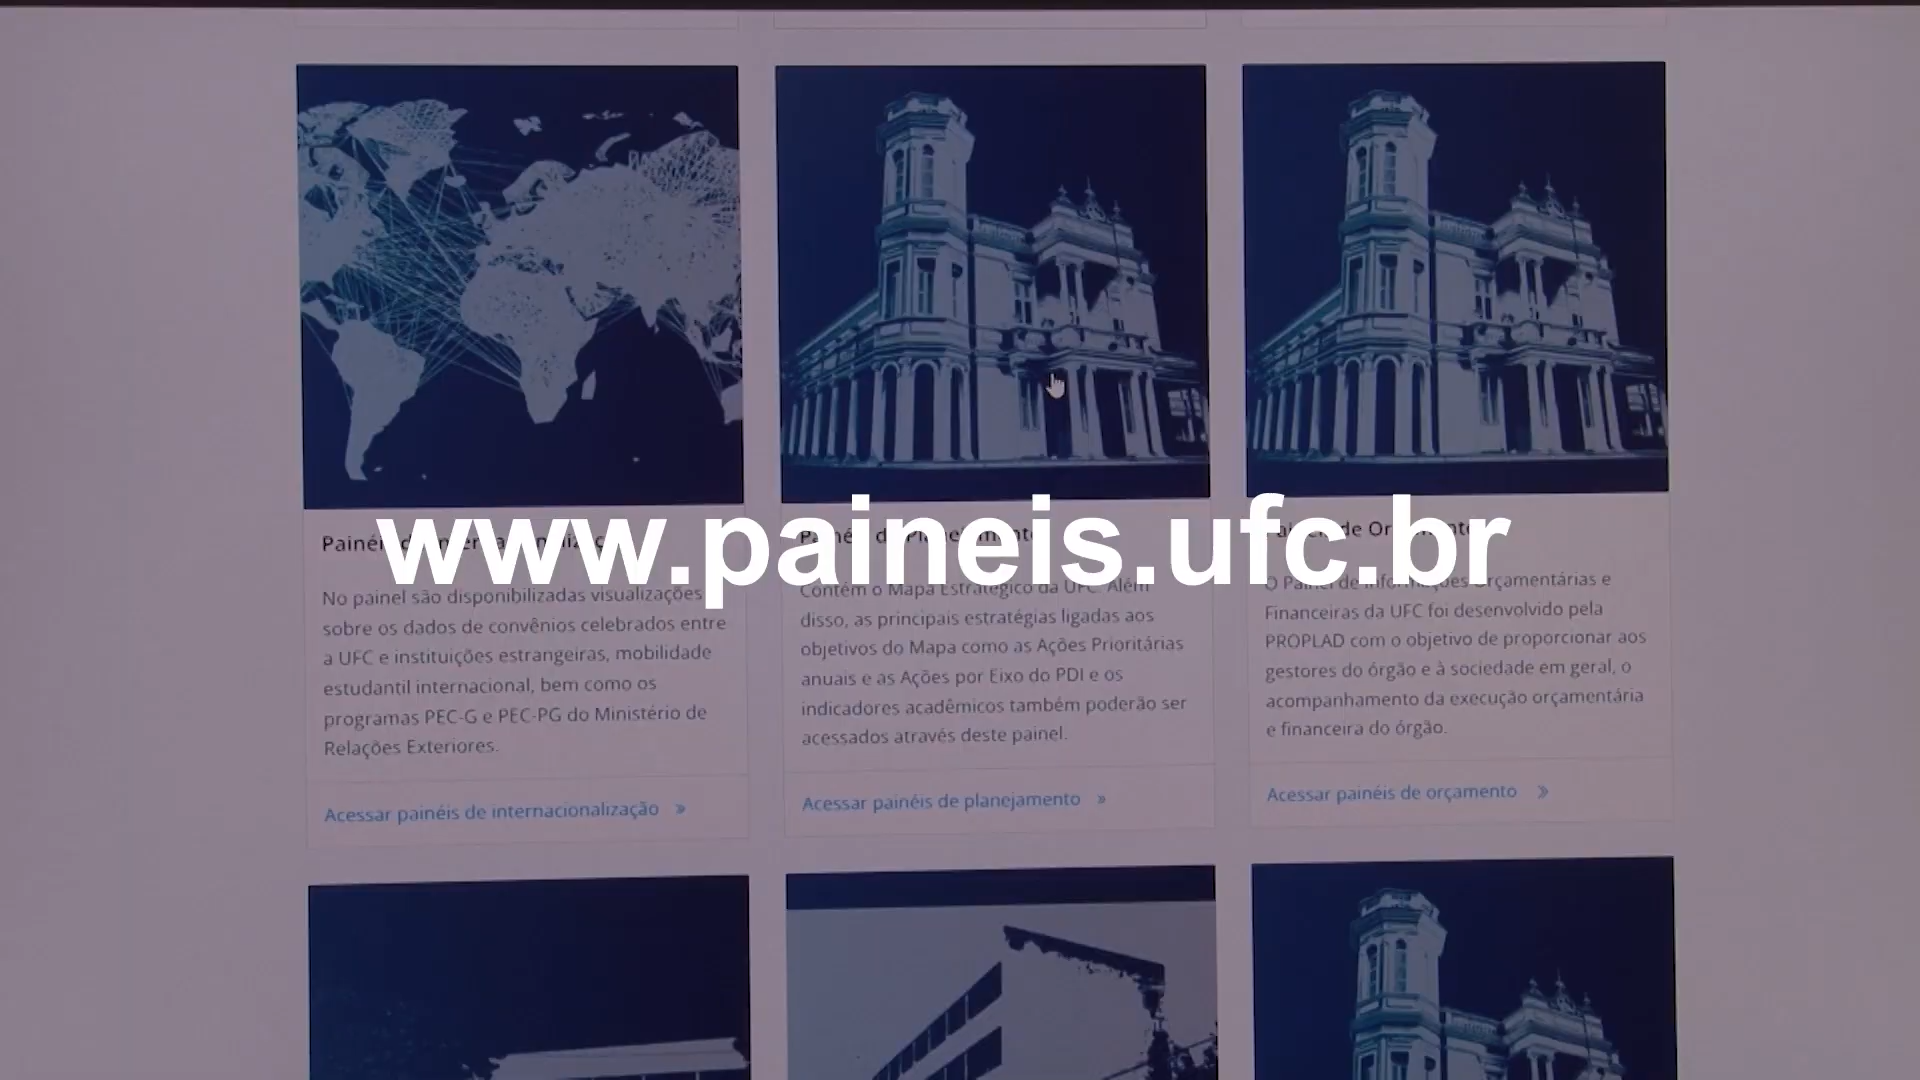 www.paineis.ufc.br
No painel são disponibilizadas visualizações
sobre os dados de convênios celebrados entre
a UFC e instituições estrangeiras, mobilidade
estudantil internacional, bem como os
programas PEC-G e PEC-PG do Ministério de
Relações Exteriores.
Acessar painéis de internacionalização »
Contém o Mapa Estratégico da UFC. Além
disso, as principais estratégias ligadas aos
objetivos do Mapa como as Ações Prioritárias
anuais e as Ações por Eixo do PDI e os
indicadores acadêmicos também poderão ser
acessados através deste painel.
Acessar painéis de planejamento »
O Painel de Informações Orçamentárias e
Financeiras da UFC foi desenvolvido pela
PROPLAD com o objetivo de proporcionar aos
gestores do órgão e à sociedade em geral, o
acompanhamento da execução orçamentária
e financeira do órgão.
Acessar painéis de orçamento »